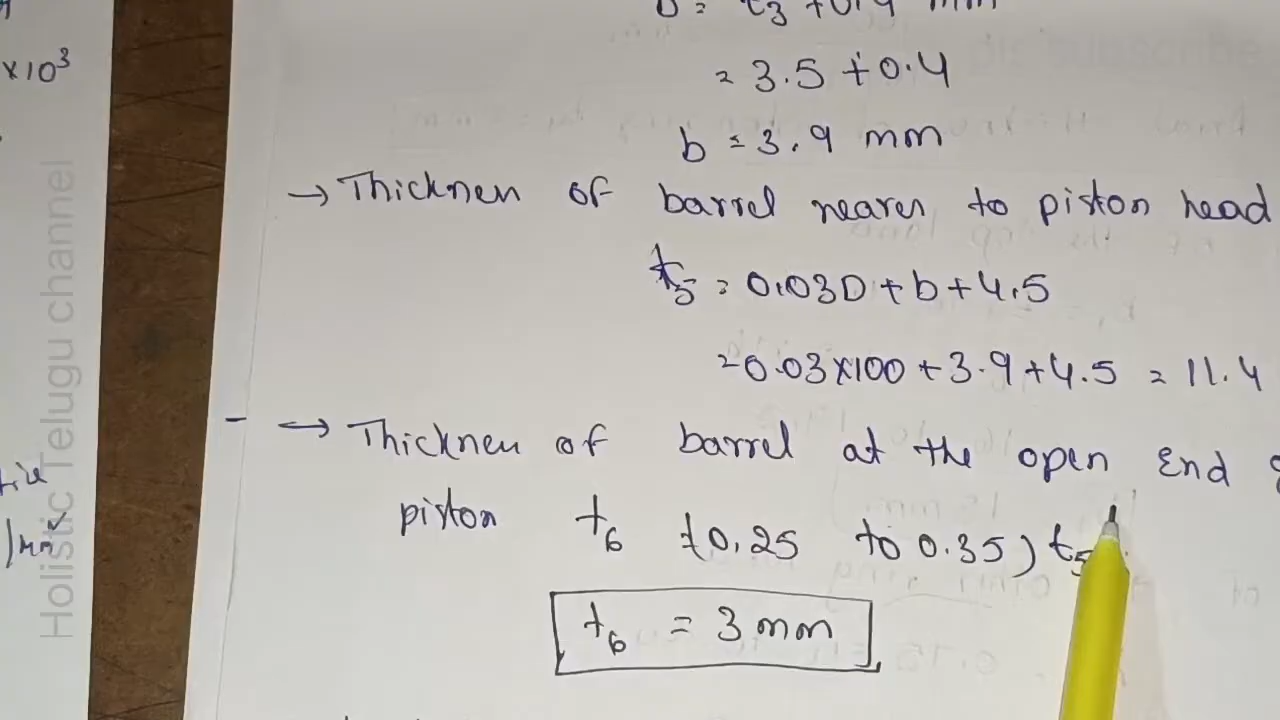 ×10³
= 3.5 + 0.4
b = 3.9 mm
→ Thicknen of barrel nearer to piston head
t5 = 0.03D + b + 4.5
= 0.03×100 + 3.9 + 4.5 = 11.4
- → Thicknen of barrel at the open End
piston t6 (0.25 to 0.35) t5
t6 = 3 mm
Holistic Telugu channel